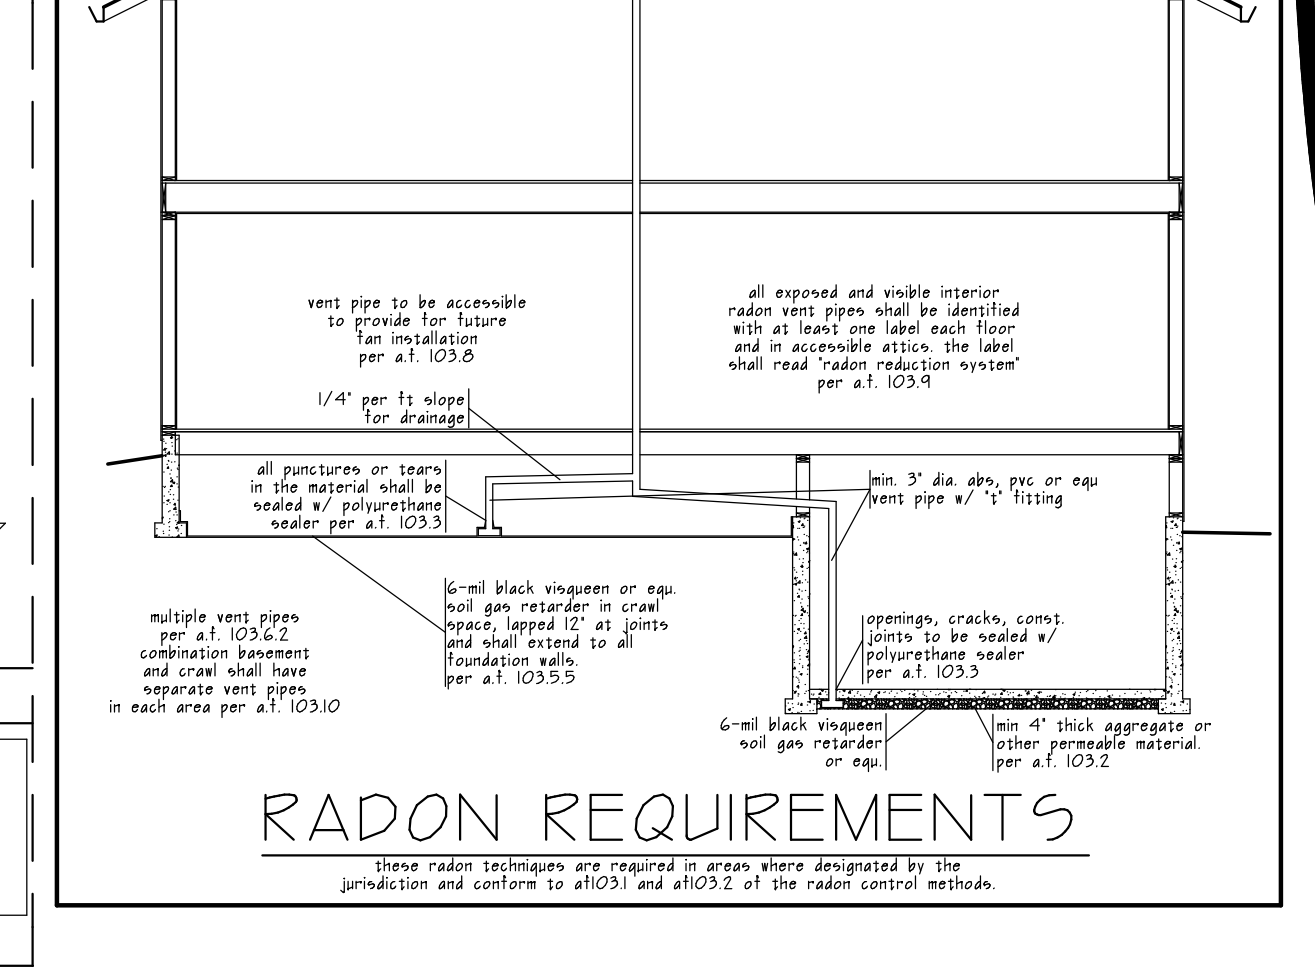 vent pipe to be accessible
to provide for future
fan installation
per a.f. 103.8
all exposed and visible interior
radon vent pipes shall be identified
with at least one label each floor
and in accessible attics. the label
shall read "radon reduction system"
per a.f. 103.9
1/4" per ft slope
for drainage
all punctures or tears
in the material shall be
sealed w/ polyurethane
sealer per a.f. 103.3
min. 3" dia. abs, pvc or equ
vent pipe w/ "t" fitting
6-mil black visqueen or equ.
soil gas retarder in crawl
space, lapped 12" at joints
and shall extend to all
foundation walls.
per a.f. 103.5.5
multiple vent pipes
per a.f. 103.6.2
combination basement
and crawl shall have
separate vent pipes
in each area per a.f. 103.10
openings, cracks, const.
joints to be sealed w/
polyurethane sealer
per a.f. 103.3
6-mil black visqueen
soil gas retarder
or equ.
min 4" thick aggregate or
other permeable material.
per a.f. 103.2
RADON REQUIREMENTS
these radon techniques are required in areas where designated by the
jurisdiction and conform to af103.1 and af103.2 of the radon control methods.